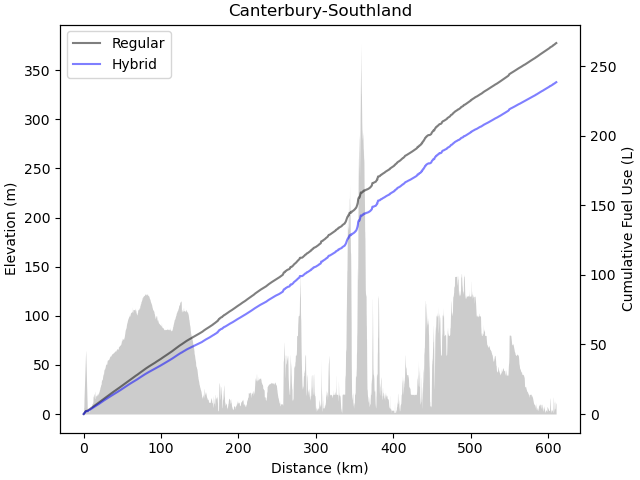 Canterbury-Southland
Regular
Hybrid
Elevation (m)
350
300
250
200
150
100
50
0
Cumulative Fuel Use (L)
250
200
150
100
50
0
0 100 200 300 400 500 600
Distance (km)